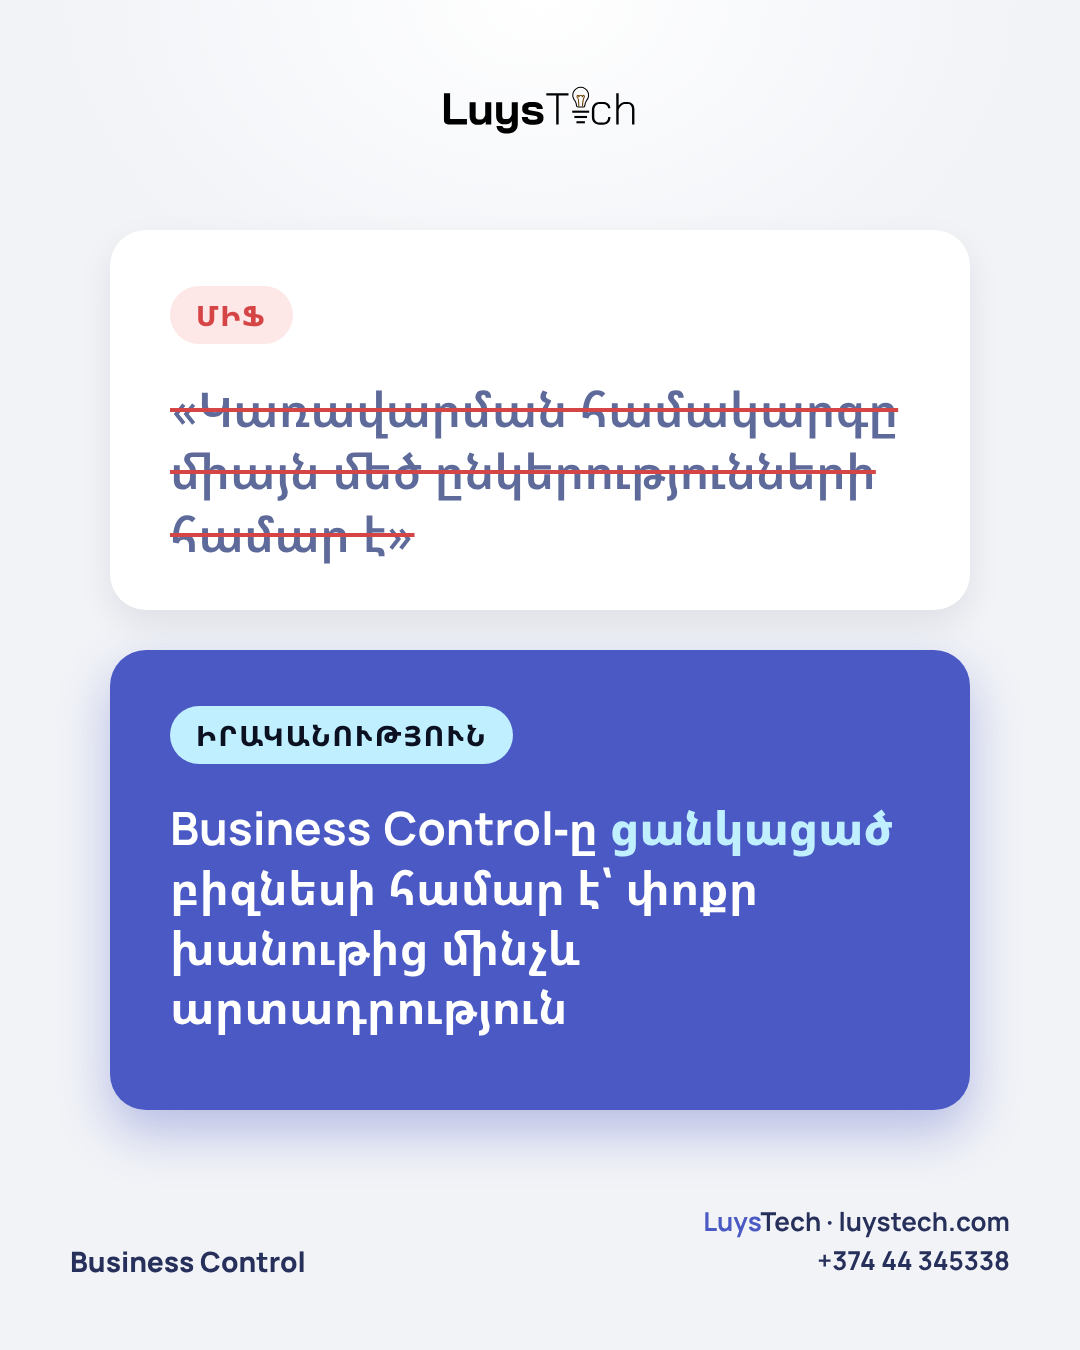 LuysTech
ՄԻՖ
«Կառավարման համակարգը
միայն մեծ ընկերությունների
համար է»
ԻՐԱԿԱՆՈՒԹՅՈՒՆ
Business Control-ը ցանկացած
բիզնեսի համար է՝ փոքր
խանութից մինչև
արտադրություն
LuysTech · luystech.com
Business Control
+374 44 345338